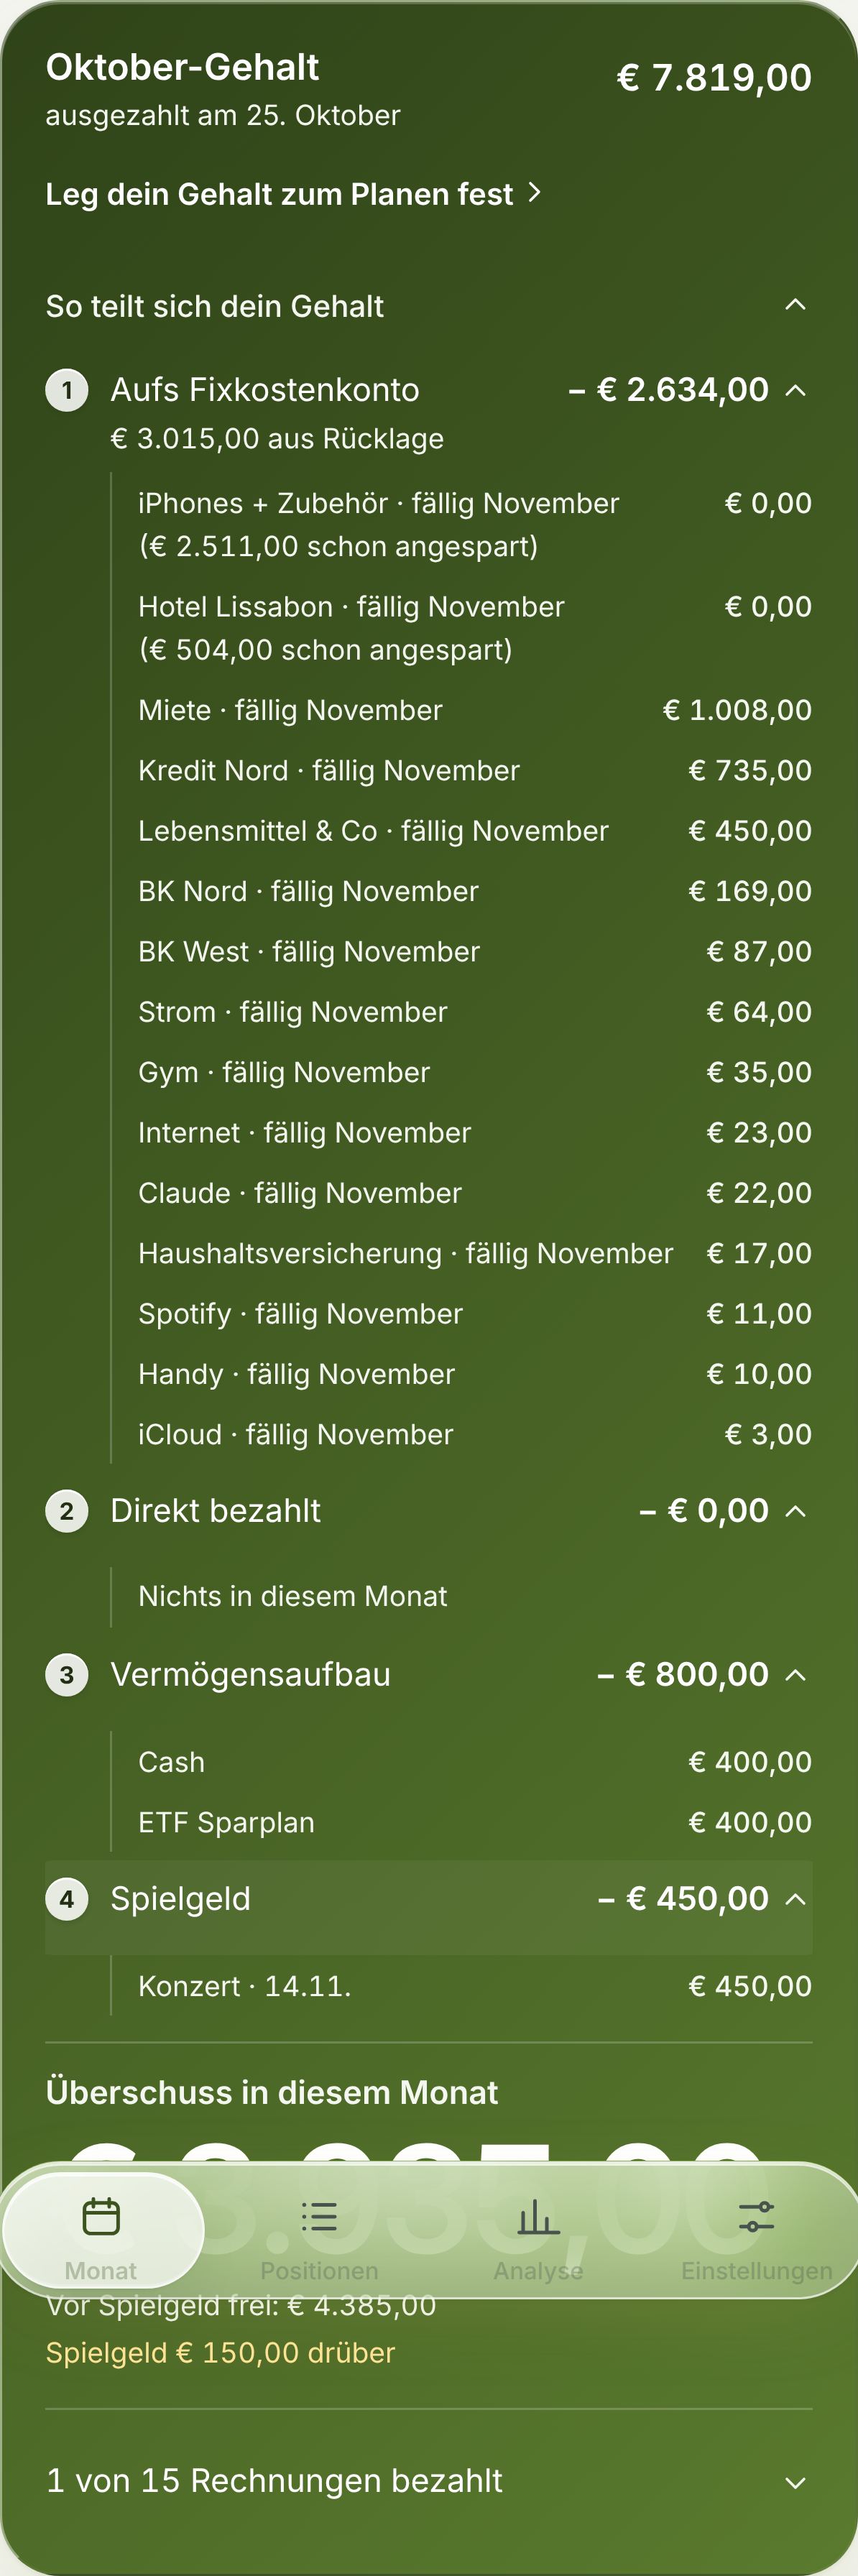 Oktober-Gehalt
€ 7.819,00
ausgezahlt am 25. Oktober
Leg dein Gehalt zum Planen fest
So teilt sich dein Gehalt
1 Aufs Fixkostenkonto – € 2.634,00
€ 3.015,00 aus Rücklage
iPhones + Zubehör · fällig November € 0,00
(€ 2.511,00 schon angespart)
Hotel Lissabon · fällig November € 0,00
(€ 504,00 schon angespart)
Miete · fällig November € 1.008,00
Kredit Nord · fällig November € 735,00
Lebensmittel & Co · fällig November € 450,00
BK Nord · fällig November € 169,00
BK West · fällig November € 87,00
Strom · fällig November € 64,00
Gym · fällig November € 35,00
Internet · fällig November € 23,00
Claude · fällig November € 22,00
Haushaltsversicherung · fällig November € 17,00
Spotify · fällig November € 11,00
Handy · fällig November € 10,00
iCloud · fällig November € 3,00
2 Direkt bezahlt – € 0,00
Nichts in diesem Monat
3 Vermögensaufbau – € 800,00
Cash € 400,00
ETF Sparplan € 400,00
4 Spielgeld – € 450,00
Konzert · 14.11. € 450,00
Überschuss in diesem Monat
€ 3.935,00
Monat Positionen Analyse Einstellungen
Vor Spielgeld frei: € 4.385,00
Spielgeld € 150,00 drüber
1 von 15 Rechnungen bezahlt